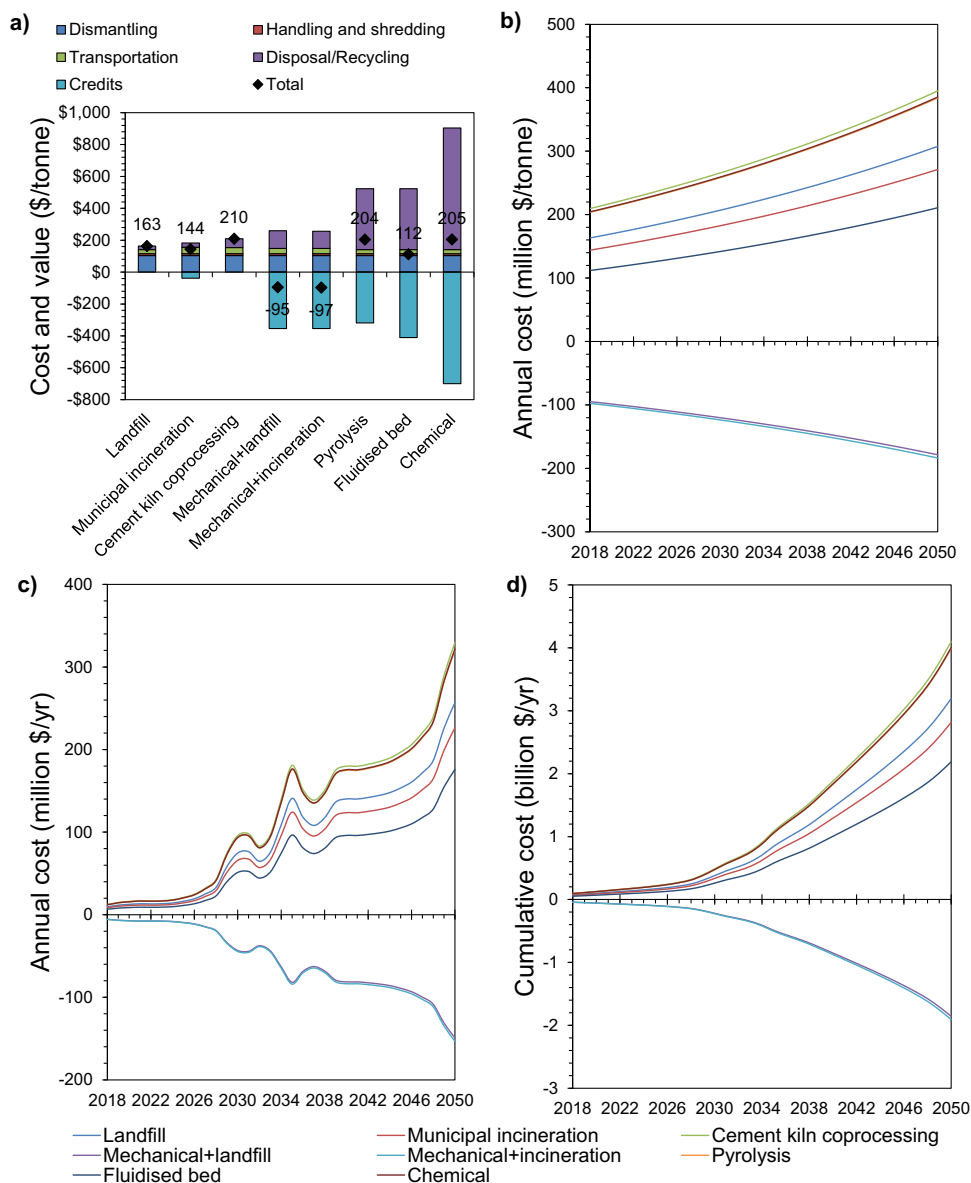 a)
Dismantling
Handling and shredding
Transportation
Disposal/Recycling
Credits
Total
Cost and value ($/tonne)
$1,000
$800
$600
$400
$200
$0
-$200
-$400
-$600
-$800
163
144
210
-95
-97
204
112
205
Landfill
Municipal incineration
Cement kiln coprocessing
Mechanical+landfill
Mechanical+incineration
Pyrolysis
Fluidised bed
Chemical
b)
Annual cost (million $/tonne)
500
400
300
200
100
0
-100
-200
-300
2018 2022 2026 2030 2034 2038 2042 2046 2050
c)
Annual cost (million $/yr)
400
300
200
100
0
-100
-200
2018 2022 2026 2030 2034 2038 2042 2046 2050
d)
Cumulative cost (billion $/yr)
5
4
3
2
1
0
-1
-2
-3
2018 2022 2026 2030 2034 2038 2042 2046 2050
Landfill
Municipal incineration
Cement kiln coprocessing
Mechanical+landfill
Mechanical+incineration
Pyrolysis
Fluidised bed
Chemical